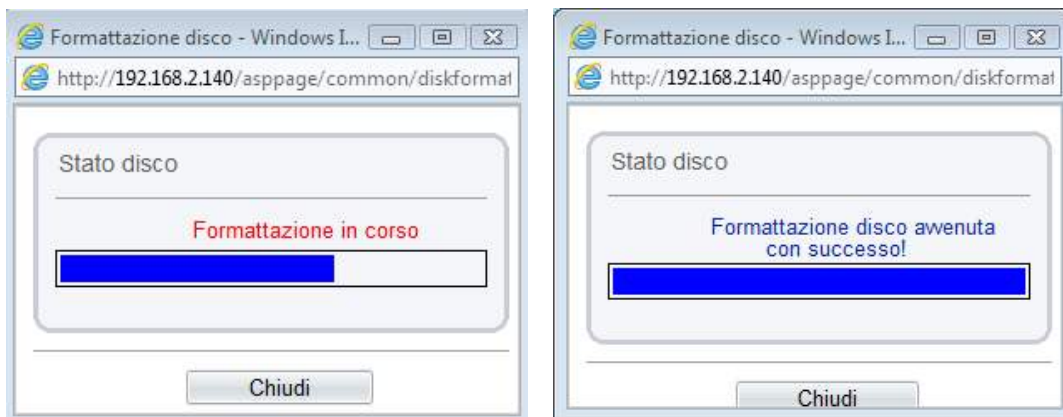 Formattazione disco - Windows I...
http://192.168.2.140/asppage/common/diskformat
Stato disco
Formattazione in corso
Chiudi
Formattazione disco - Windows I...
http://192.168.2.140/asppage/common/diskformat
Stato disco
Formattazione disco avvenuta
con successo!
Chiudi